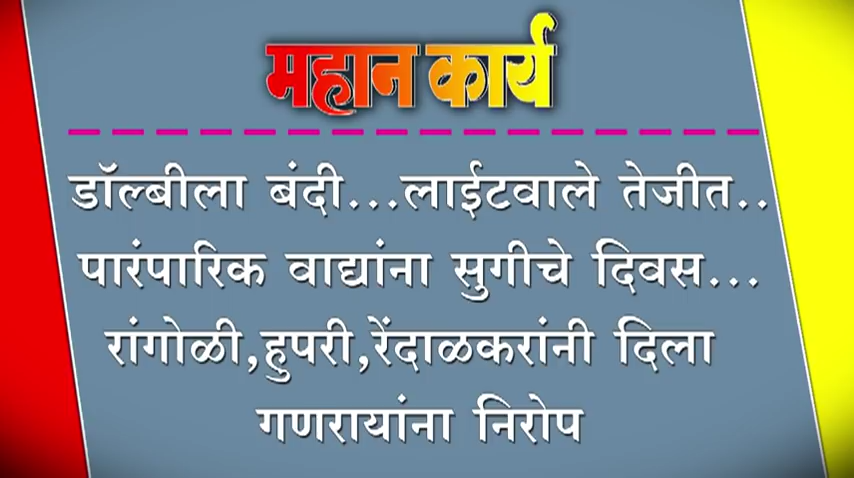 महान कार्य
डॉल्बीला बंदी...लाईटवाले तेजीत..
पारंपारिक वाद्यांना सुगीचे दिवस...
रांगोळी,हुपरी,रेंदाळकरांनी दिला
गणरायांना निरोप